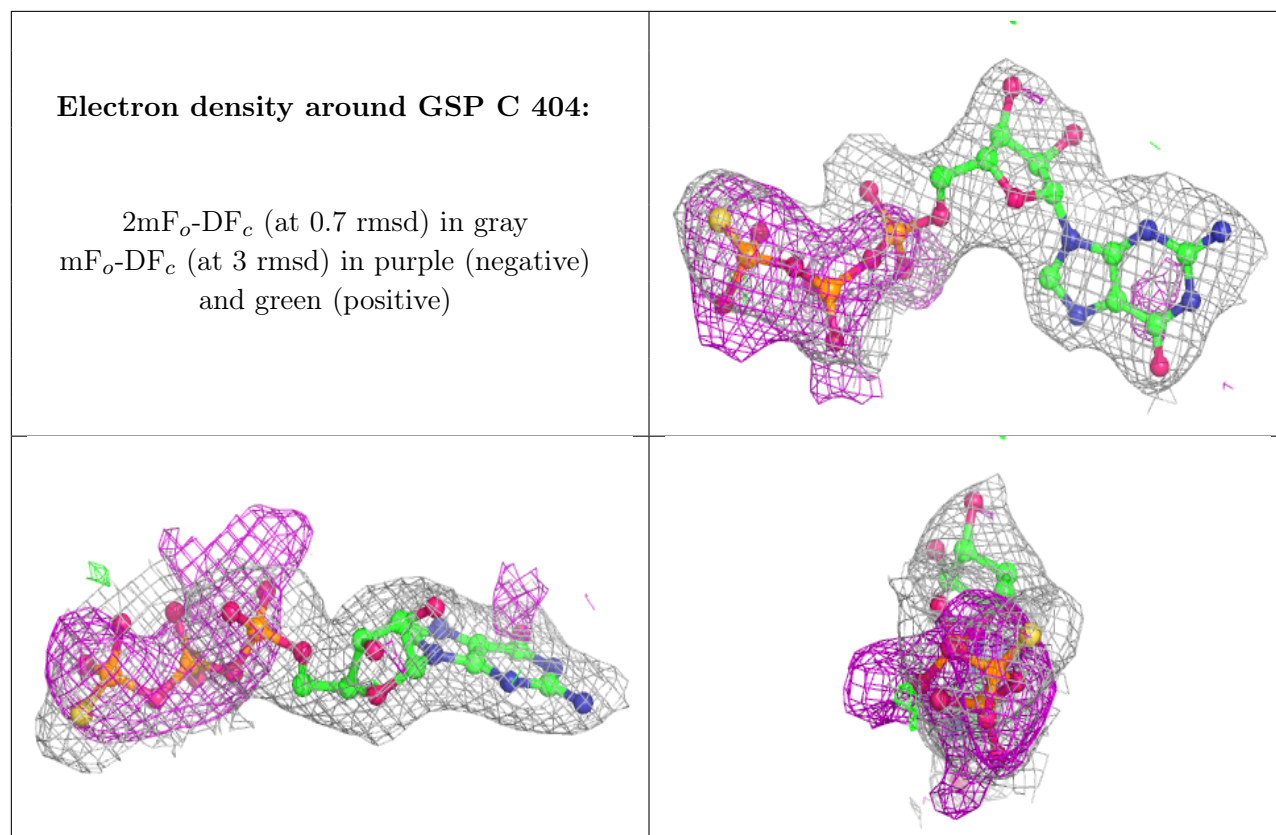 Electron density around GSP C 404:
2mFₒ-DF𝒸 (at 0.7 rmsd) in gray
mFₒ-DF𝒸 (at 3 rmsd) in purple (negative)
and green (positive)